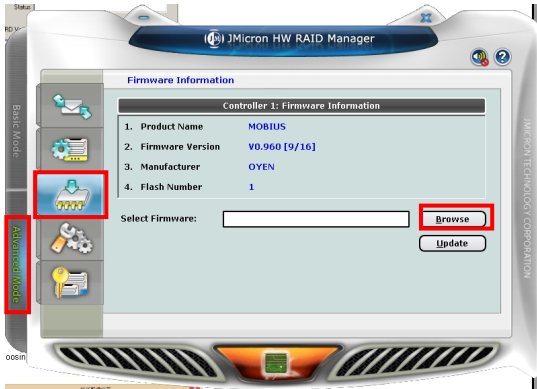 Status
JMicron HW RAID Manager
Firmware Information
Controller 1: Firmware Information
1. Product Name MOBIUS
2. Firmware Version V0.960 [9/16]
3. Manufacturer OYEN
4. Flash Number 1
Select Firmware: Browse
Update
Basic Mode
Advanced Mode
JMICRON TECHNOLOGY CORPORATION
oosin